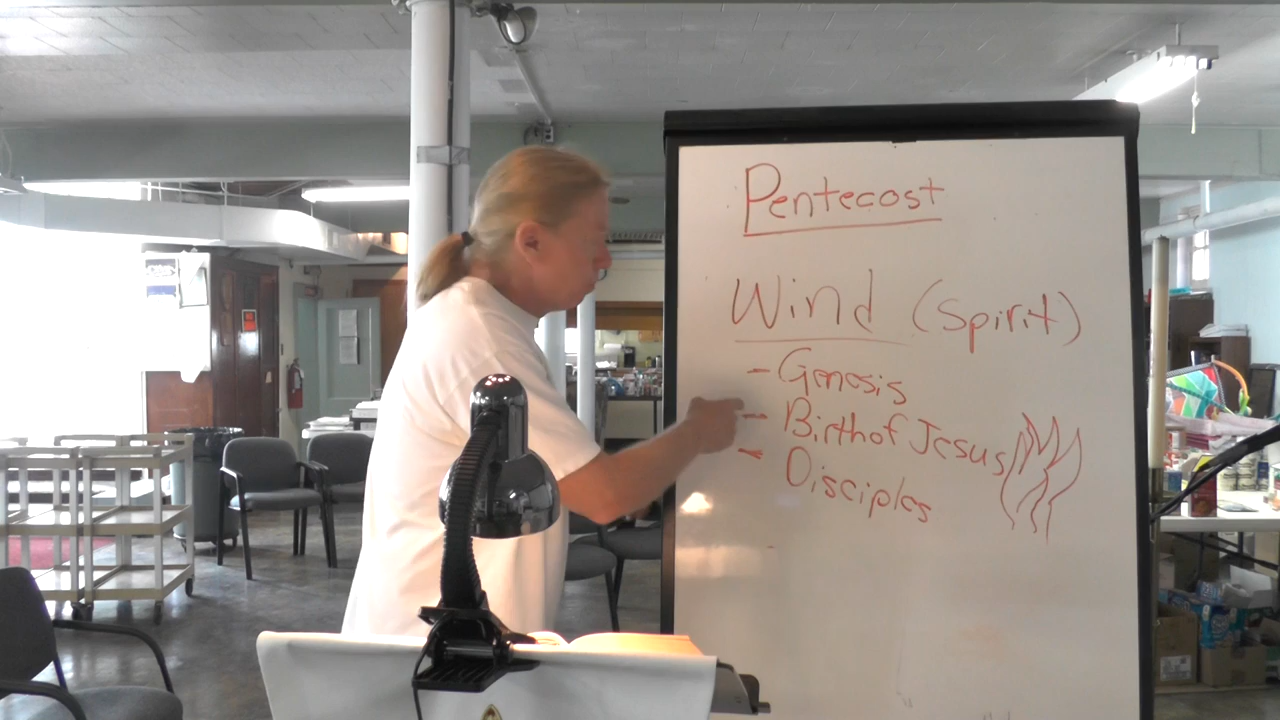 Pentecost
Wind (Spirit)
- Genesis
- Birth of Jesus
- Disciples